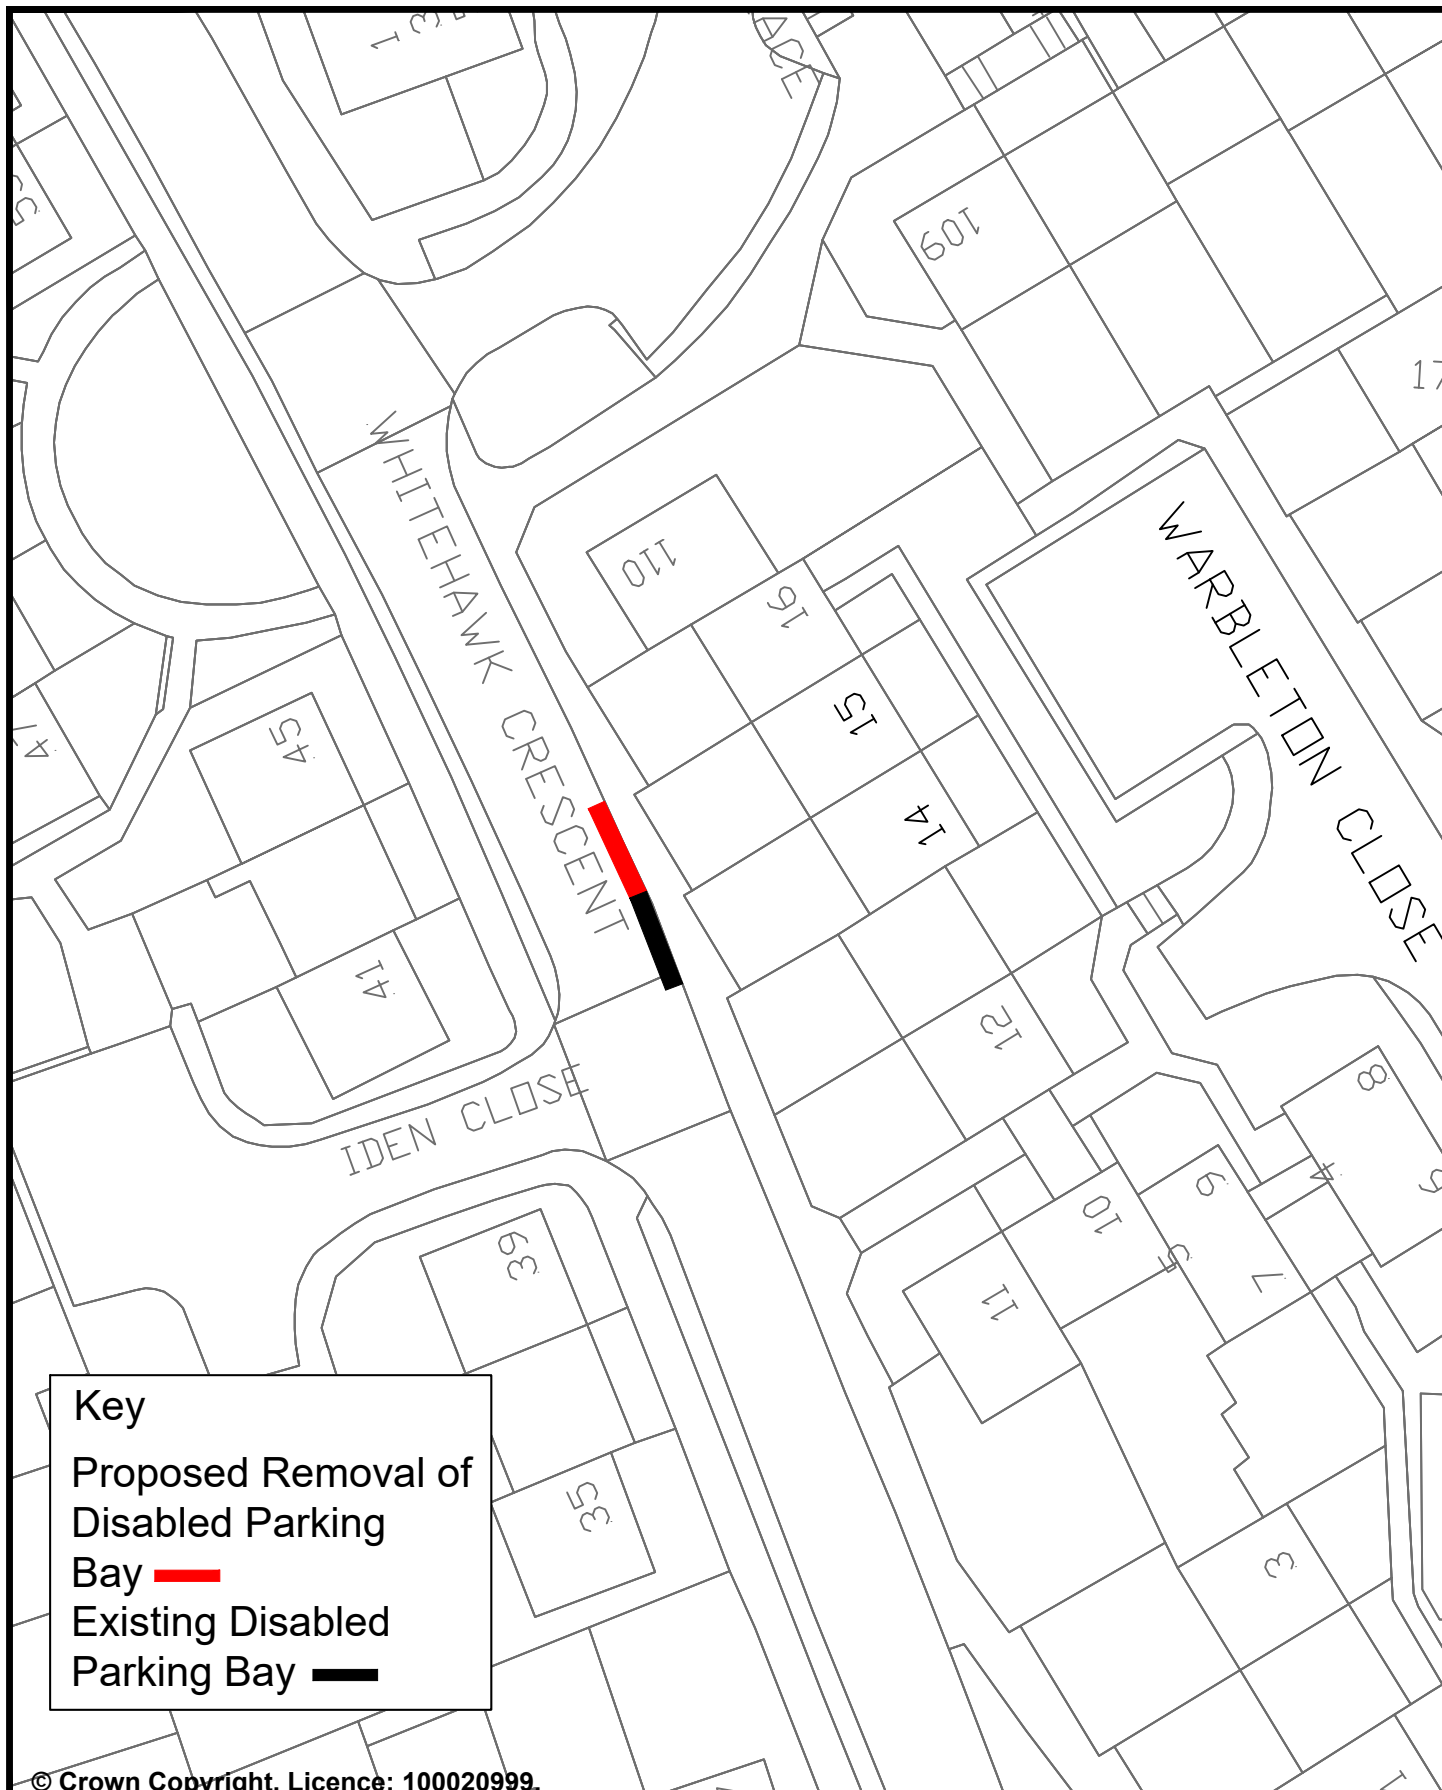 109
WHITEHAWK CRESCENT
110
16
WARBLETON CLOSE
15
14
45
41
12
IDEN CLOSE
8
4
6
10
39
5
7
11
35
3
Key
Proposed Removal of
Disabled Parking
Bay
Existing Disabled
Parking Bay
© Crown Copyright. Licence: 100020999.